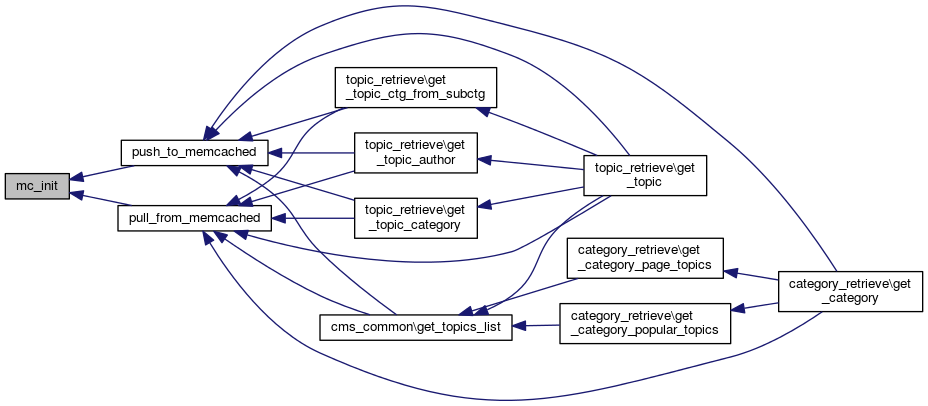 mc_init
push_to_memcached
pull_from_memcached
topic_retrieve\get
_topic_ctg_from_subctg
topic_retrieve\get
_topic_author
topic_retrieve\get
_topic_category
cms_common\get_topics_list
topic_retrieve\get
_topic
category_retrieve\get
_category_page_topics
category_retrieve\get
_category_popular_topics
category_retrieve\get
_category